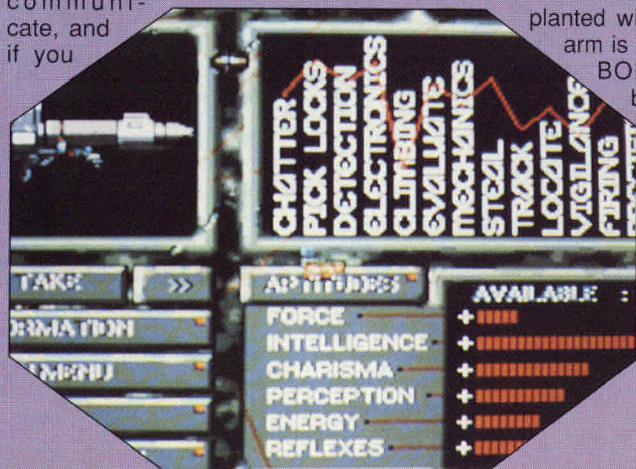 communi-
cate, and
if you
planted
arm is
CHATTER
PICK LOCKS
DETECTION
ELECTRONICS
CLIMBING
EVALUATE
MECHANICS
STEAL
TRACK
LOCATE
VIGILANCE
FIRING
TAKE >>
MENU
APTITUDES
AVAILABLE :
FORCE +
INTELLIGENCE +
CHARISMA +
PERCEPTION +
ENERGY +
REFLEXES +